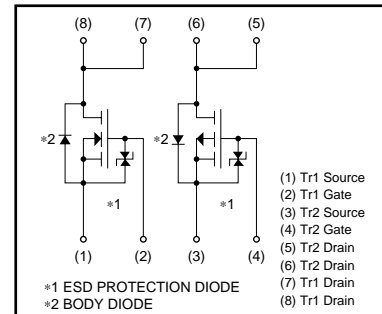 (8) (7) (6) (5)
∗2 ∗2
∗1 ∗1
(1) (2) (3) (4)
(1) Tr1 Source
(2) Tr1 Gate
(3) Tr2 Source
(4) Tr2 Gate
(5) Tr2 Drain
(6) Tr2 Drain
(7) Tr1 Drain
(8) Tr1 Drain
∗1 ESD PROTECTION DIODE
∗2 BODY DIODE